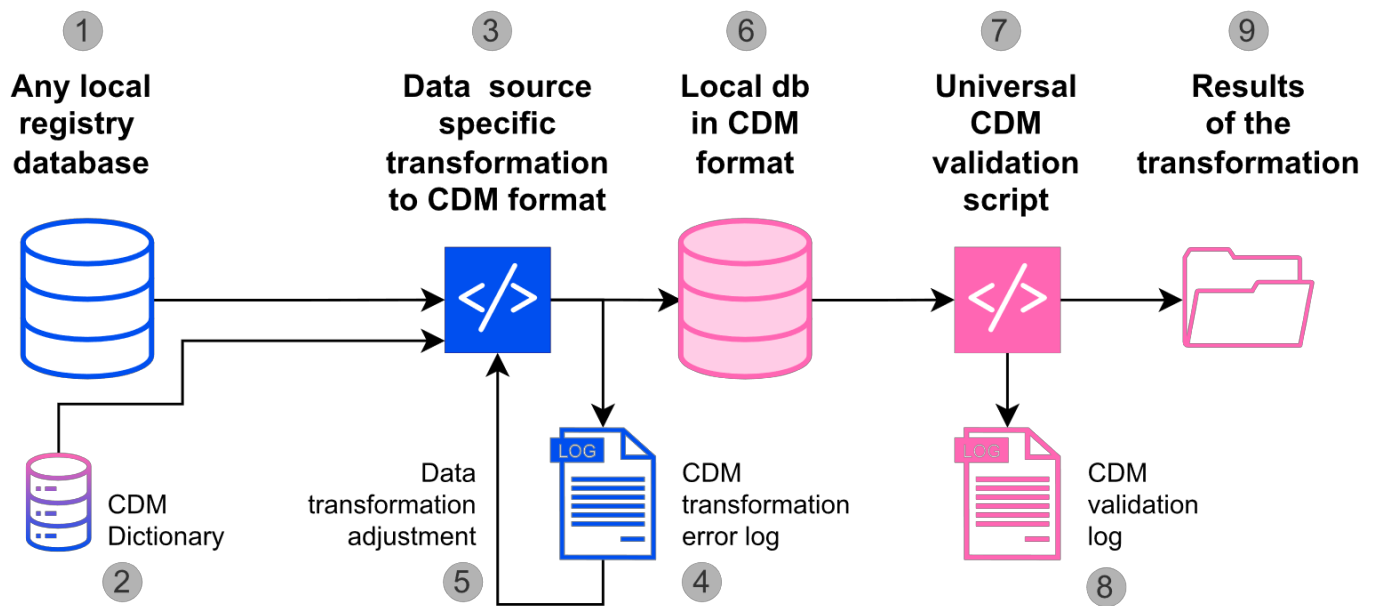 1
Any local
registry
database
3
Data source
specific
transformation
to CDM format
6
Local db
in CDM
format
7
Universal
CDM
validation
script
9
Results
of the
transformation
</>
</>
CDM
Dictionary
2
Data
transformation
adjustment
5
LOG
CDM
transformation
error log
4
LOG
CDM
validation
log
8